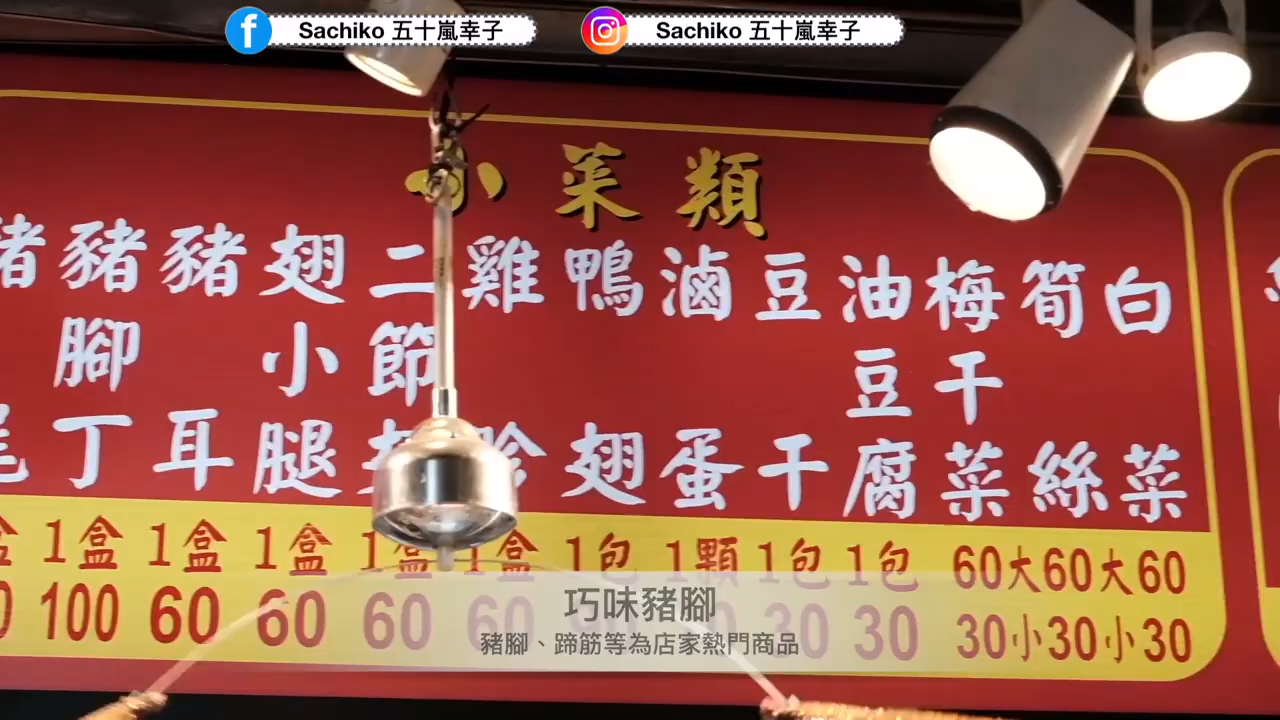 Sachiko 五十嵐幸子
Sachiko 五十嵐幸子
小菜類
豬腳丁
豬耳
翅小腿
二節
雞胗
鴨翅
滷蛋
豆干
油豆腐
梅干菜
筍絲
白菜
1盒 1盒 1盒 1盒 1盒 1包 1顆 1包 1包 60大60大60
100 60 60 60 60 30 30 30小30小30
巧味豬腳
豬腳、蹄筋等為店家熱門商品